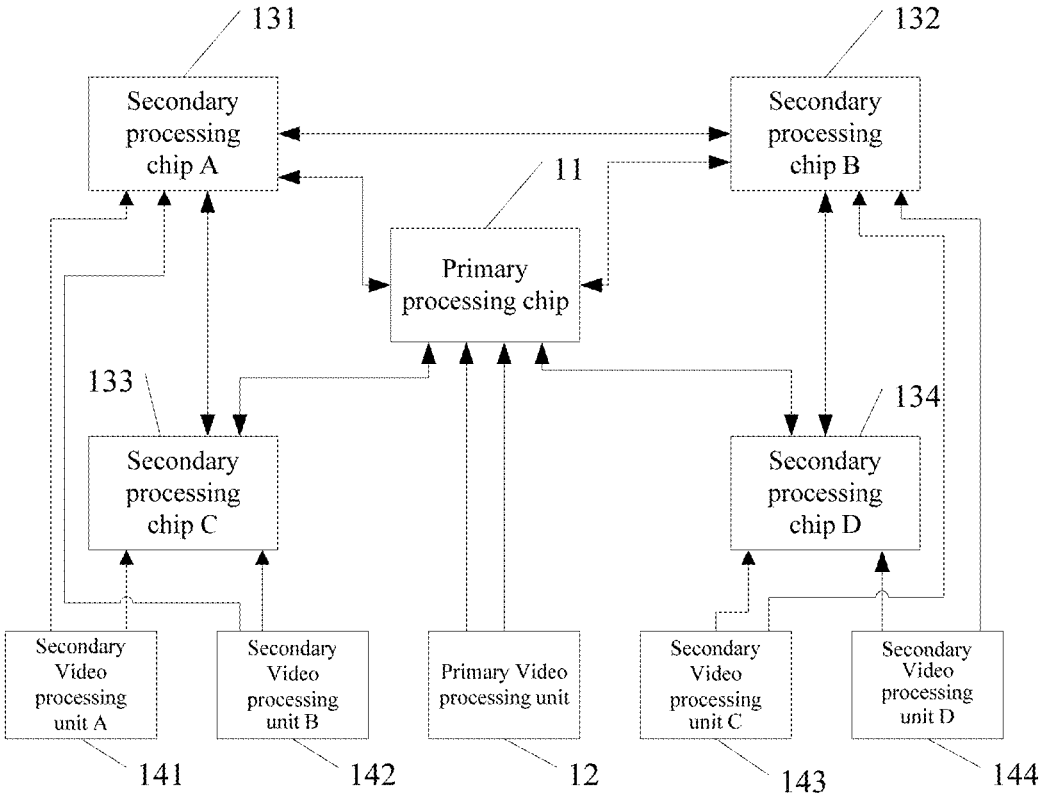 131
132
Secondary
processing
chip A
Secondary
processing
chip B
11
Primary
processing chip
133
134
Secondary
processing
chip C
Secondary
processing
chip D
Secondary
Video
processing
unit A
Secondary
Video
processing
unit B
Primary Video
processing unit
Secondary
Video
processing
unit C
Secondary
Video
processing
unit D
141
142
12
143
144